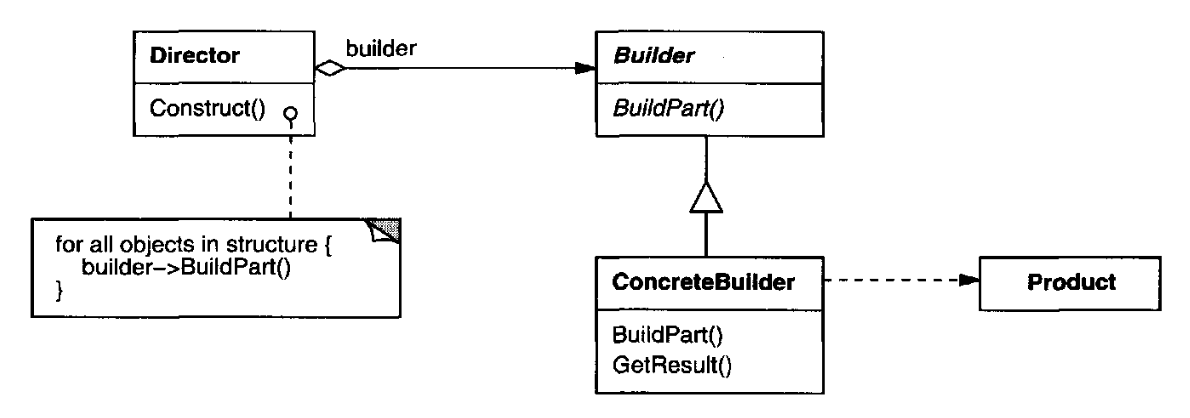 Director
Construct()
builder
Builder
BuildPart()
for all objects in structure {
builder->BuildPart()
}
ConcreteBuilder
BuildPart()
GetResult()
Product